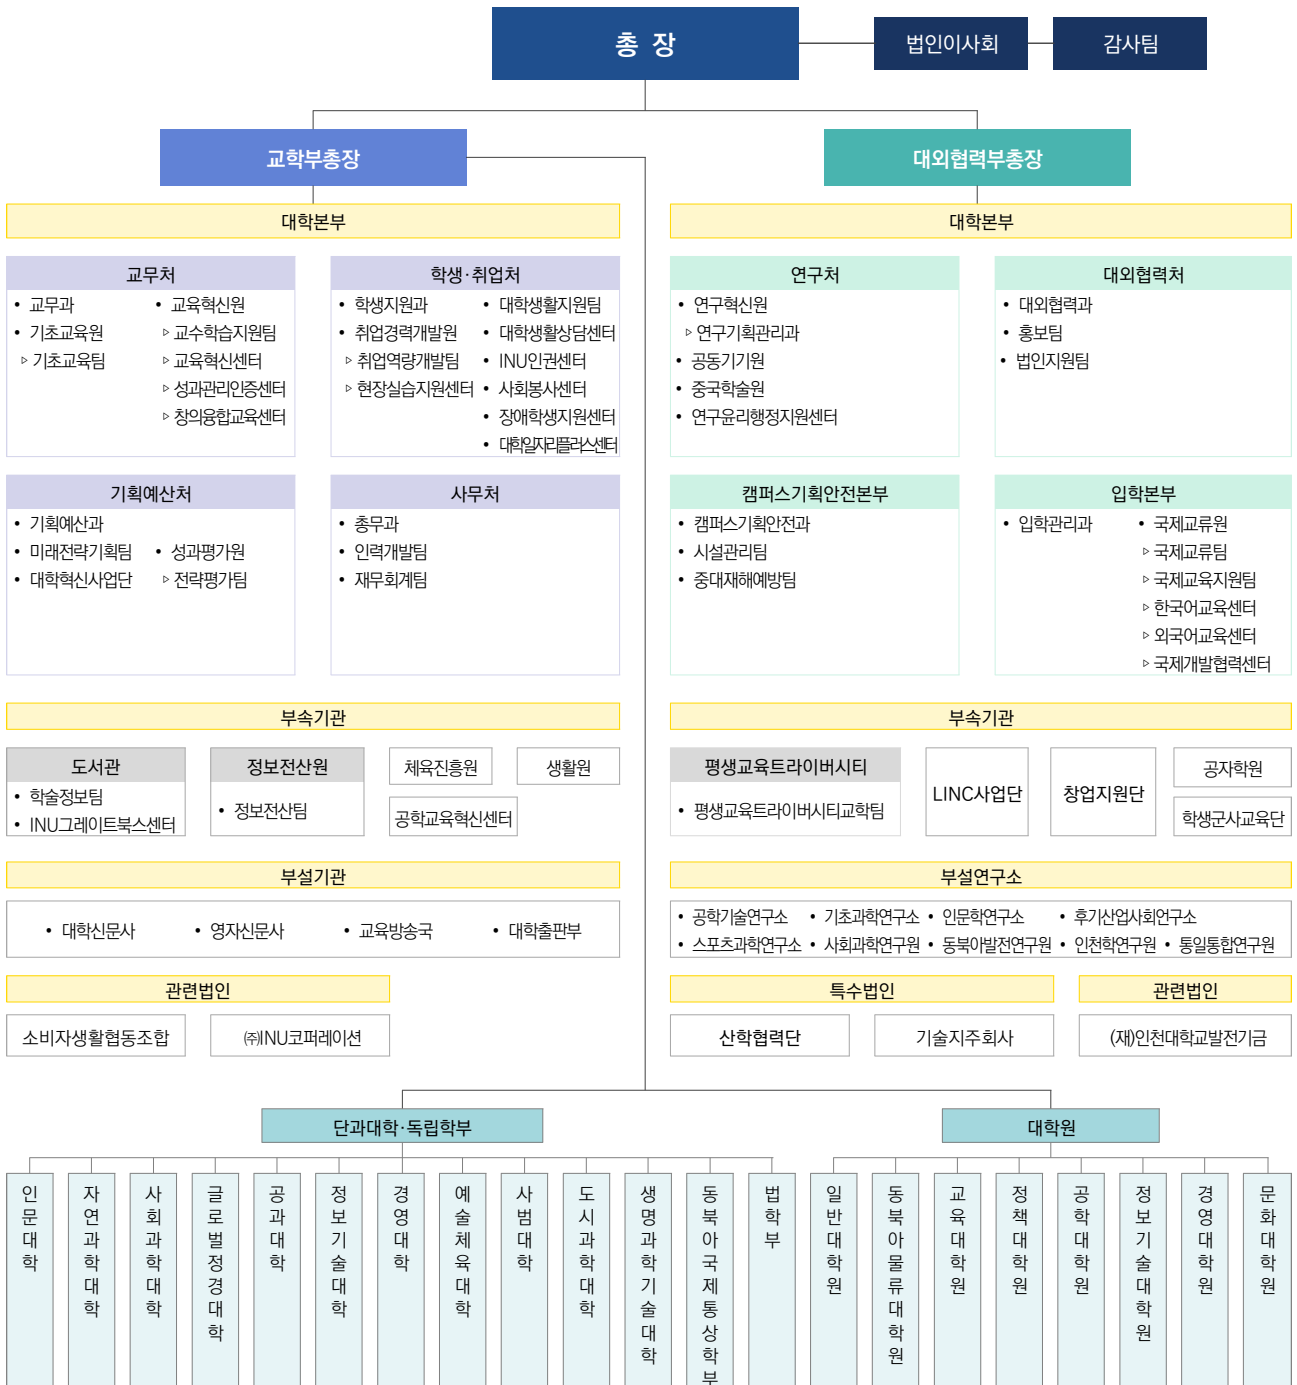 총 장
법인이사회
감사팀
교학부총장
대외협력부총장
대학본부
교무처
• 교무과
• 기초교육원
▹ 기초교육팀
• 교육혁신원
▹ 교수학습지원팀
▹ 교육혁신센터
▹ 성과관리인증센터
▹ 창의융합교육센터
학생·취업처
• 학생지원과
• 취업경력개발원
▹ 취업역량개발팀
▹ 현장실습지원센터
• 대학생활지원팀
• 대학생활상담센터
• INU인권센터
• 사회봉사센터
• 장애학생지원센터
• 대학일자리플러스센터
기획예산처
• 기획예산과
• 미래전략기획팀
• 대학혁신사업단
• 성과평가원
▹ 전략평가팀
사무처
• 총무과
• 인력개발팀
• 재무회계팀
부속기관
도서관
• 학술정보팀
• INU그레이트북스센터
정보전산원
• 정보전산팀
체육진흥원
생활원
공학교육혁신센터
부설기관
• 대학신문사
• 영자신문사
• 교육방송국
• 대학출판부
관련법인
소비자생활협동조합
㈜INU코퍼레이션
대학본부
연구처
• 연구혁신원
▹ 연구기획관리과
• 공동기기원
• 중국학술원
• 연구윤리행정지원센터
대외협력처
• 대외협력과
• 홍보팀
• 법인지원팀
캠퍼스기획안전본부
• 캠퍼스기획안전과
• 시설관리팀
• 중대재해예방팀
입학본부
• 입학관리과
• 국제교류원
▹ 국제교류팀
▹ 국제교육지원팀
▹ 한국어교육센터
▹ 외국어교육센터
▹ 국제개발협력센터
부속기관
평생교육트라이버시티
• 평생교육트라이버시티교학팀
LINC사업단
창업지원단
공자학원
학생군사교육단
부설연구소
• 공학기술연구소 • 기초과학연구소 • 인문학연구소 • 후기산업사회언구소
• 스포츠과학연구소 • 사회과학연구원 • 동북아발전연구원 • 인천학연구원 • 통일통합연구원
특수법인
산학협력단
기술지주회사
관련법인
(재)인천대학교발전기금
단과대학·독립학부
인문대학
자연과학대학
사회과학대학
글로벌정경대학
공과대학
정보기술대학
경영대학
예술체육대학
사범대학
도시과학대학
생명과학기술대학
동북아국제통상학부
법학부
대학원
일반대학원
동북아물류대학원
교육대학원
정책대학원
공학대학원
정보기술대학원
경영대학원
문화대학원